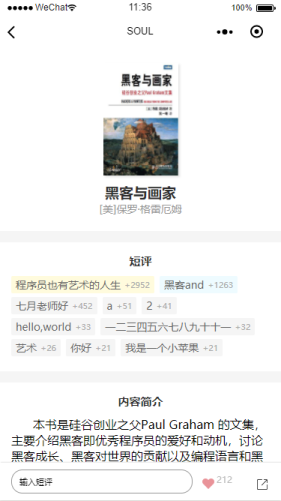 WeChat 11:36 100%
SOUL
黑客与画家
硅谷创业之父Paul Graham文集
黑客与画家
[美]保罗·格雷厄姆
短评
程序员也有艺术的人生 +2952 黑客and +1263
七月老师好 +452 a +51 2 +41
hello,world +33 一二三四五六七八九十十一 +32
艺术 +26 你好 +21 我是一个小苹果 +21
内容简介
本书是硅谷创业之父Paul Graham 的文集，
主要介绍黑客即优秀程序员的爱好和动机，讨论
黑客成长、黑客对世界的贡献以及编程语言和黑
输入短评 212